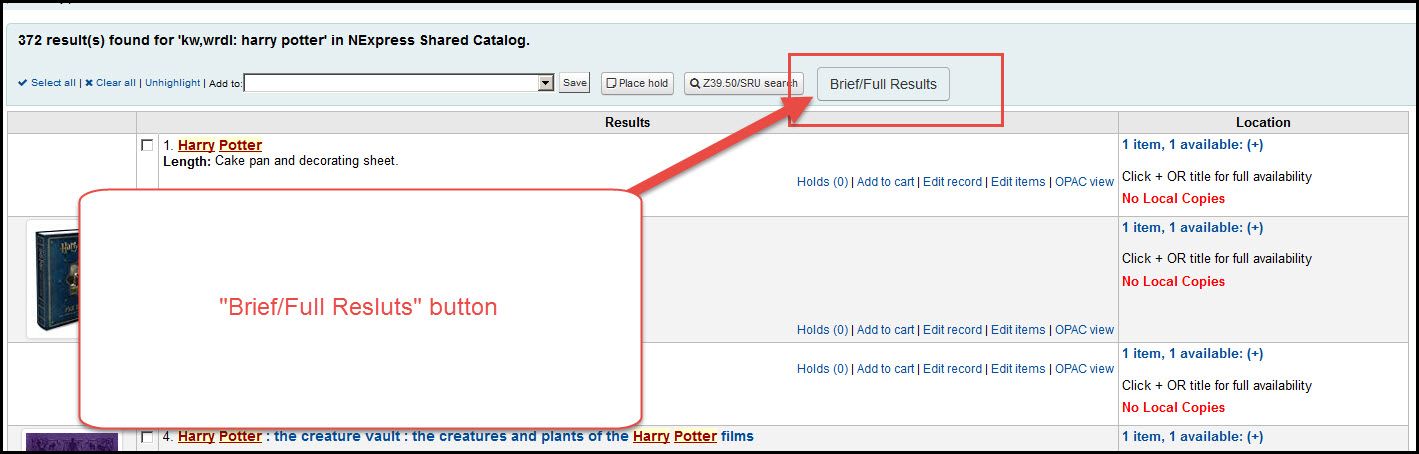 372 result(s) found for 'kw,wrdl: harry potter' in NExpress Shared Catalog.
Select all | Clear all | Unhighlight | Add to: Save Place hold Z39.50/SRU search Brief/Full Results
Results Location
1. Harry Potter 1 item, 1 available: (+)
Length: Cake pan and decorating sheet.
Click + OR title for full availability
Holds (0) | Add to cart | Edit record | Edit items | OPAC view
No Local Copies
1 item, 1 available: (+)
Click + OR title for full availability
No Local Copies
"Brief/Full Resluts" button
Holds (0) | Add to cart | Edit record | Edit items | OPAC view
1 item, 1 available: (+)
Holds (0) | Add to cart | Edit record | Edit items | OPAC view
Click + OR title for full availability
No Local Copies
4. Harry Potter : the creature vault : the creatures and plants of the Harry Potter films 1 item, 1 available: (+)